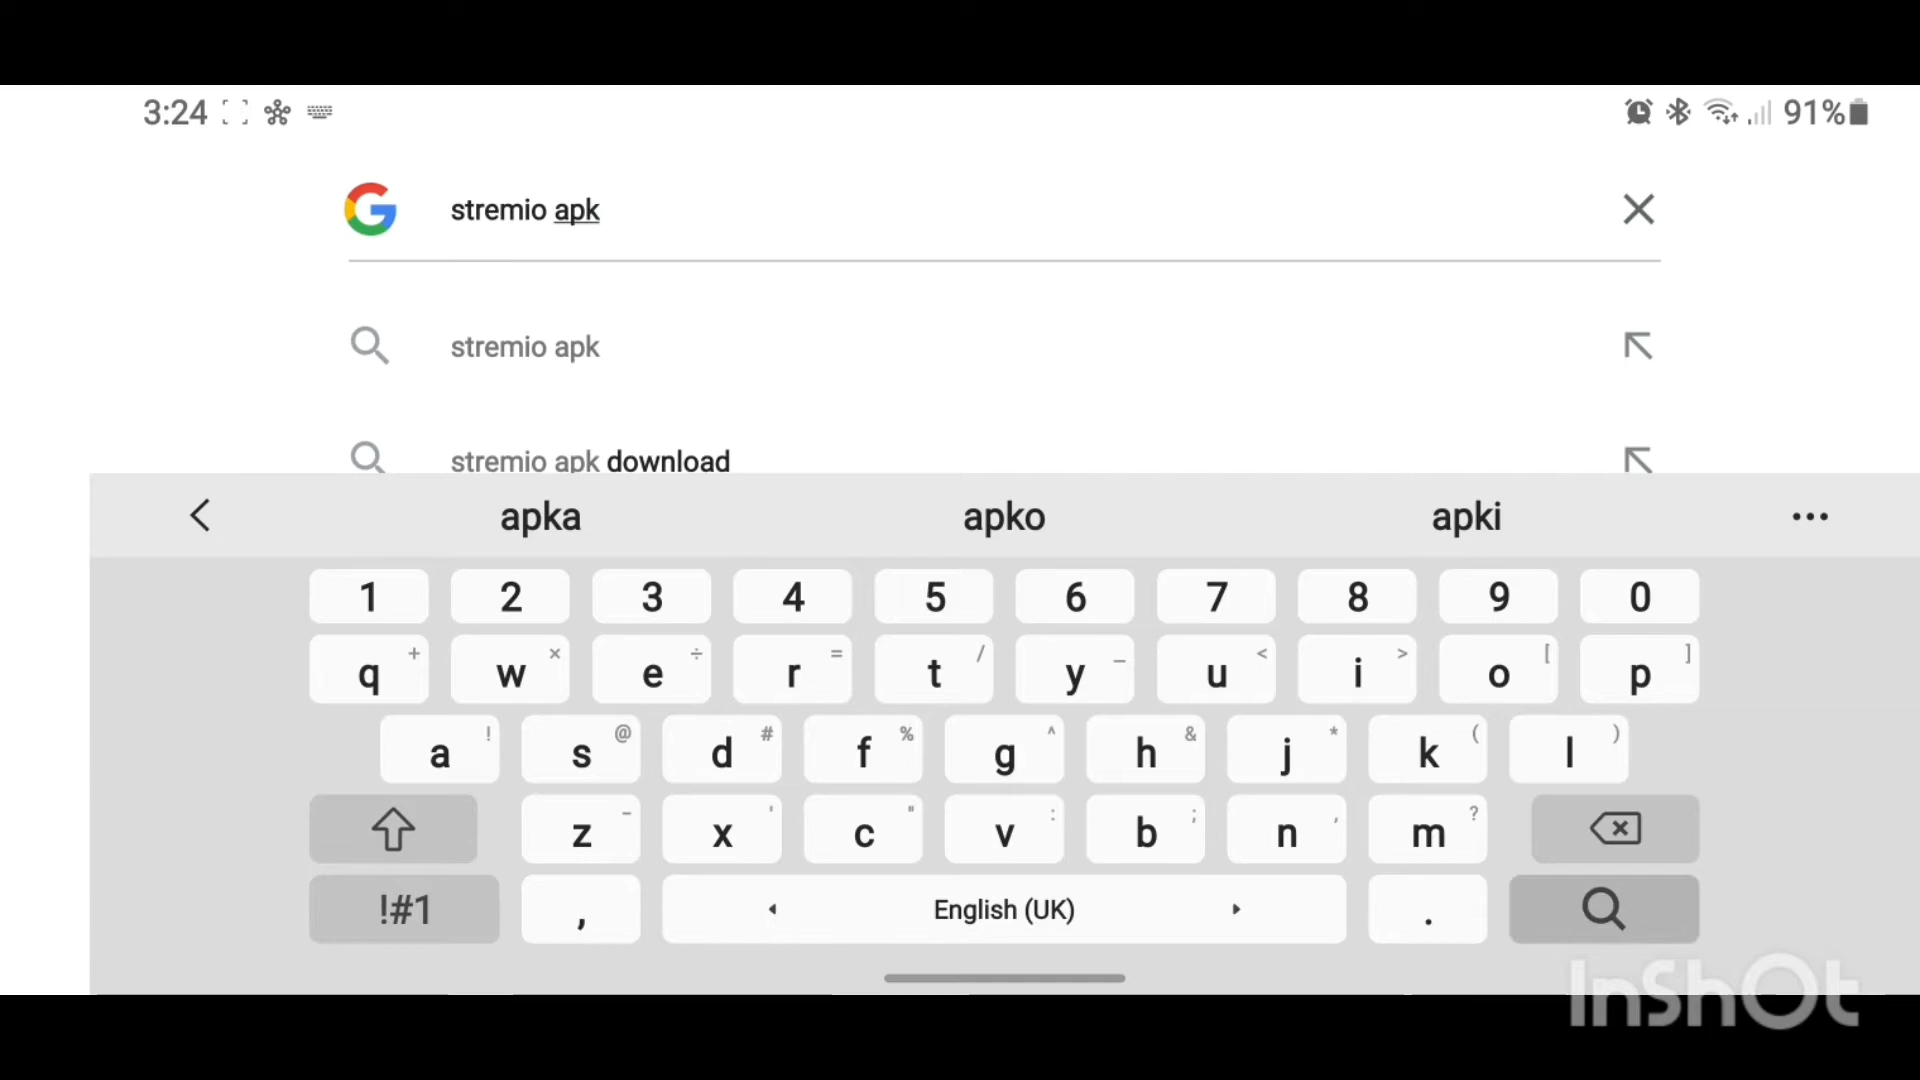 3:24 91%
stremio apk
stremio apk
stremio apk download
apka apko apki ...
1 2 3 4 5 6 7 8 9 0
q + w × e ÷ r = t / y _ u < i > o [ p ]
a ! s @ d # f % g ^ h & j * k ( l )
z - x ' c " v : b ; n , m ?
!#1 , English (UK) .
InShOt